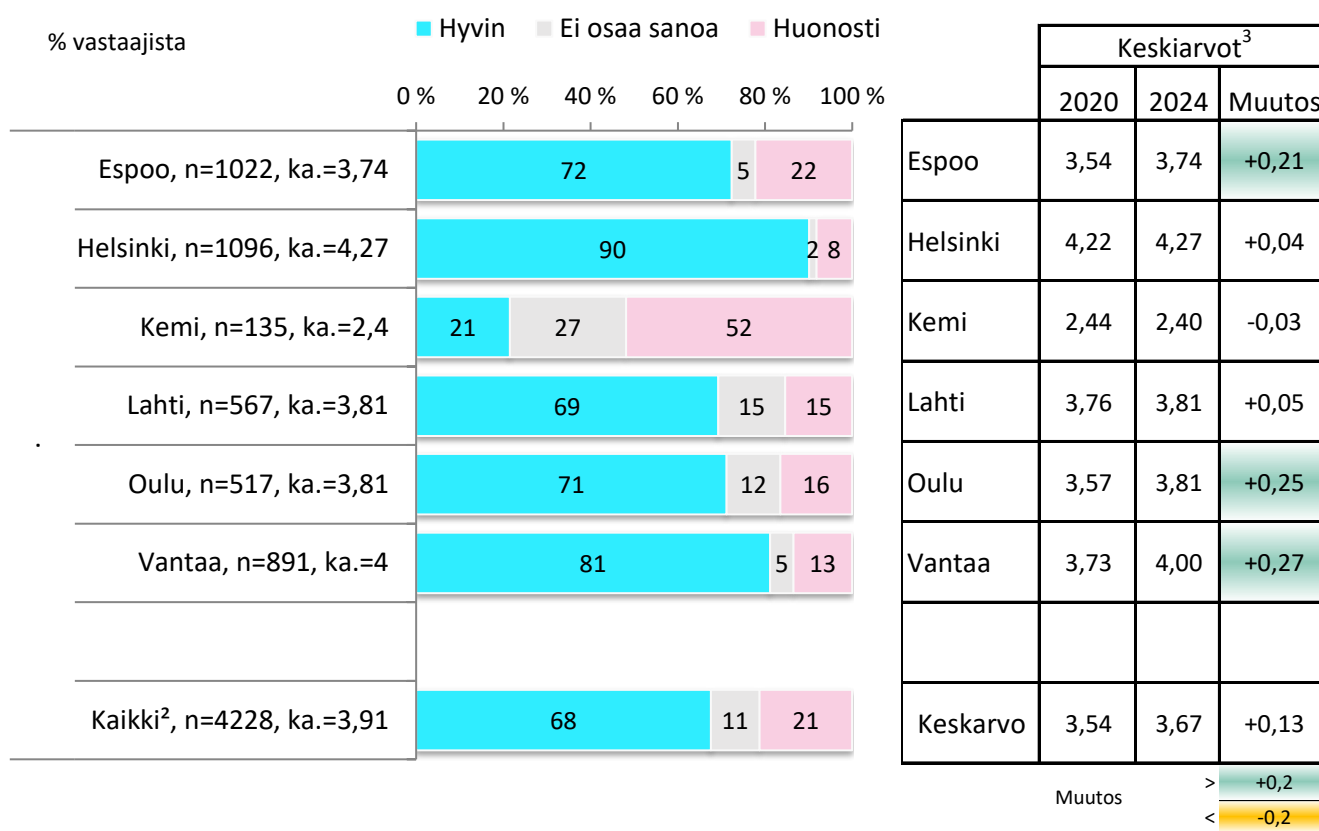 % vastaajista
Hyvin Ei osaa sanoa Huonosti
0 % 20 % 40 % 60 % 80 % 100 %
Espoo, n=1022, ka.=3,74 72 5 22
Helsinki, n=1096, ka.=4,27 90 2 8
Kemi, n=135, ka.=2,4 21 27 52
Lahti, n=567, ka.=3,81 69 15 15
.
Oulu, n=517, ka.=3,81 71 12 16
Vantaa, n=891, ka.=4 81 5 13
Kaikki², n=4228, ka.=3,91 68 11 21
Keskiarvot³
2020 2024 Muutos
Espoo 3,54 3,74 +0,21
Helsinki 4,22 4,27 +0,04
Kemi 2,44 2,40 -0,03
Lahti 3,76 3,81 +0,05
Oulu 3,57 3,81 +0,25
Vantaa 3,73 4,00 +0,27
Keskarvo 3,54 3,67 +0,13
Muutos > +0,2
< -0,2